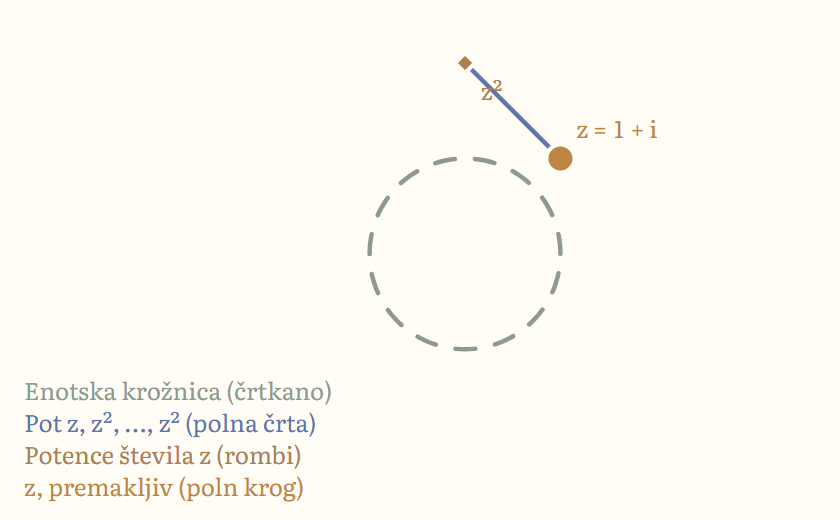 z²
z = 1 + i
Enotska krožnica (črtkano)
Pot z, z², …, z² (polna črta)
Potence števila z (rombi)
z, premakljiv (poln krog)